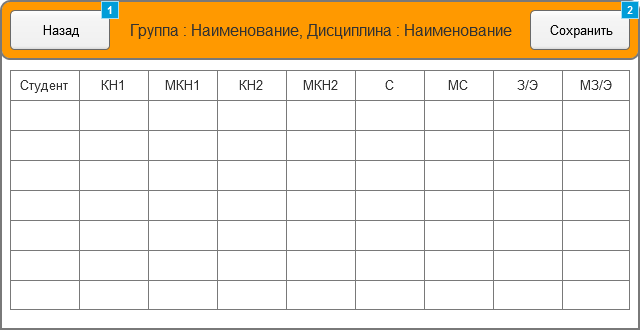 1 2
Назад Группа : Наименование, Дисциплина : Наименование Сохранить
Студент КН1 МКН1 КН2 МКН2 С МС З/Э МЗ/Э